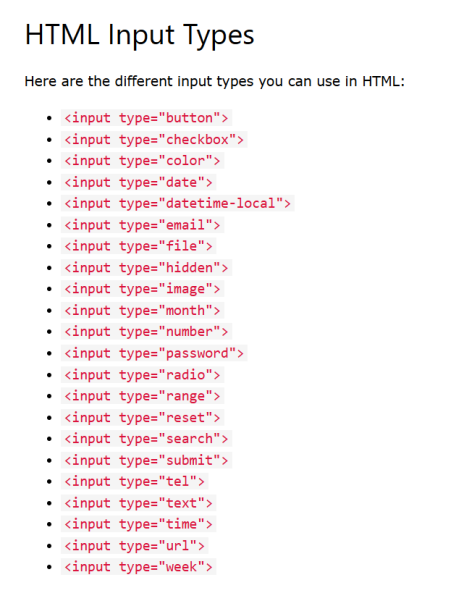 HTML Input Types
Here are the different input types you can use in HTML:
<input type="button">
<input type="checkbox">
<input type="color">
<input type="date">
<input type="datetime-local">
<input type="email">
<input type="file">
<input type="hidden">
<input type="image">
<input type="month">
<input type="number">
<input type="password">
<input type="radio">
<input type="range">
<input type="reset">
<input type="search">
<input type="submit">
<input type="tel">
<input type="text">
<input type="time">
<input type="url">
<input type="week">